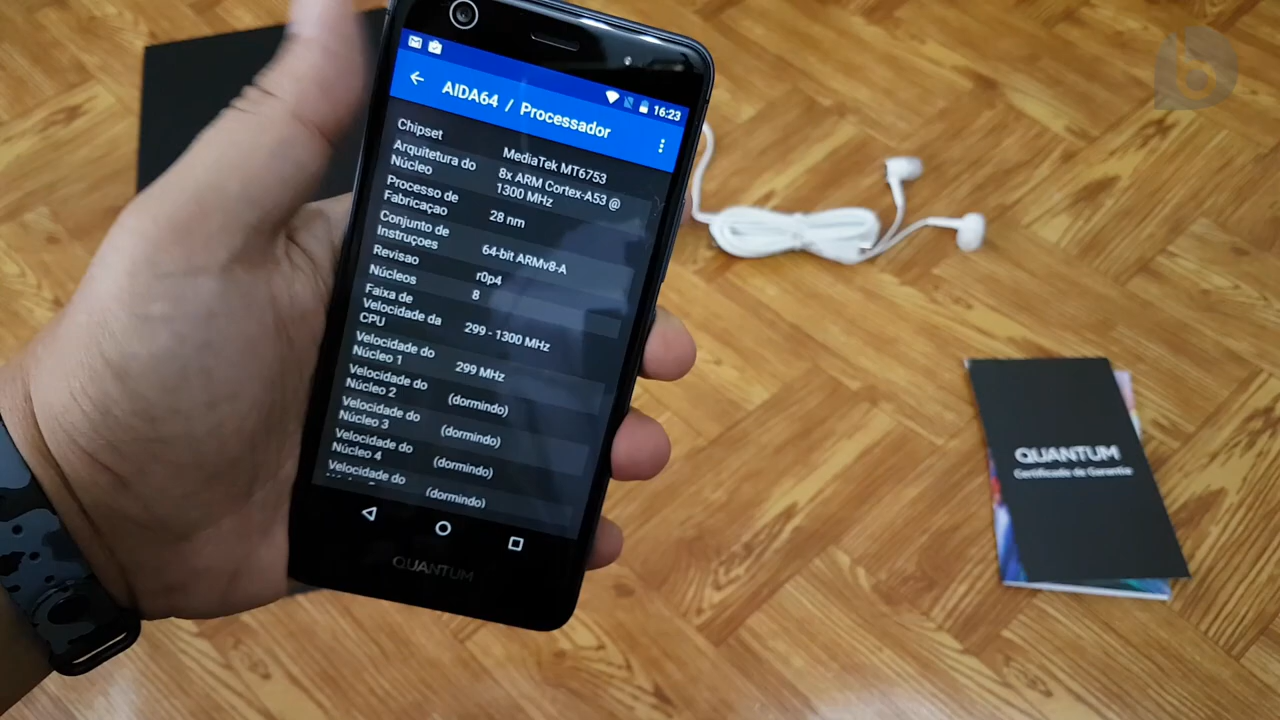 16:23
AIDA64 / Processador
Chipset
MediaTek MT6753
Arquitetura do
Núcleo
8x ARM Cortex-A53 @
1300 MHz
Processo de
Fabricaçao
28 nm
Conjunto de
Instruçoes
64-bit ARMv8-A
Revisao
r0p4
Núcleos
8
Faixa de
Velocidade da
CPU
299 - 1300 MHz
Velocidade do
Núcleo 1
299 MHz
Velocidade do
Núcleo 2
(dormindo)
Velocidade do
Núcleo 3
(dormindo)
Velocidade do
Núcleo 4
(dormindo)
Velocidade do
(dormindo)
QUANTUM
QUANTUM
Certificado de Garantia
b